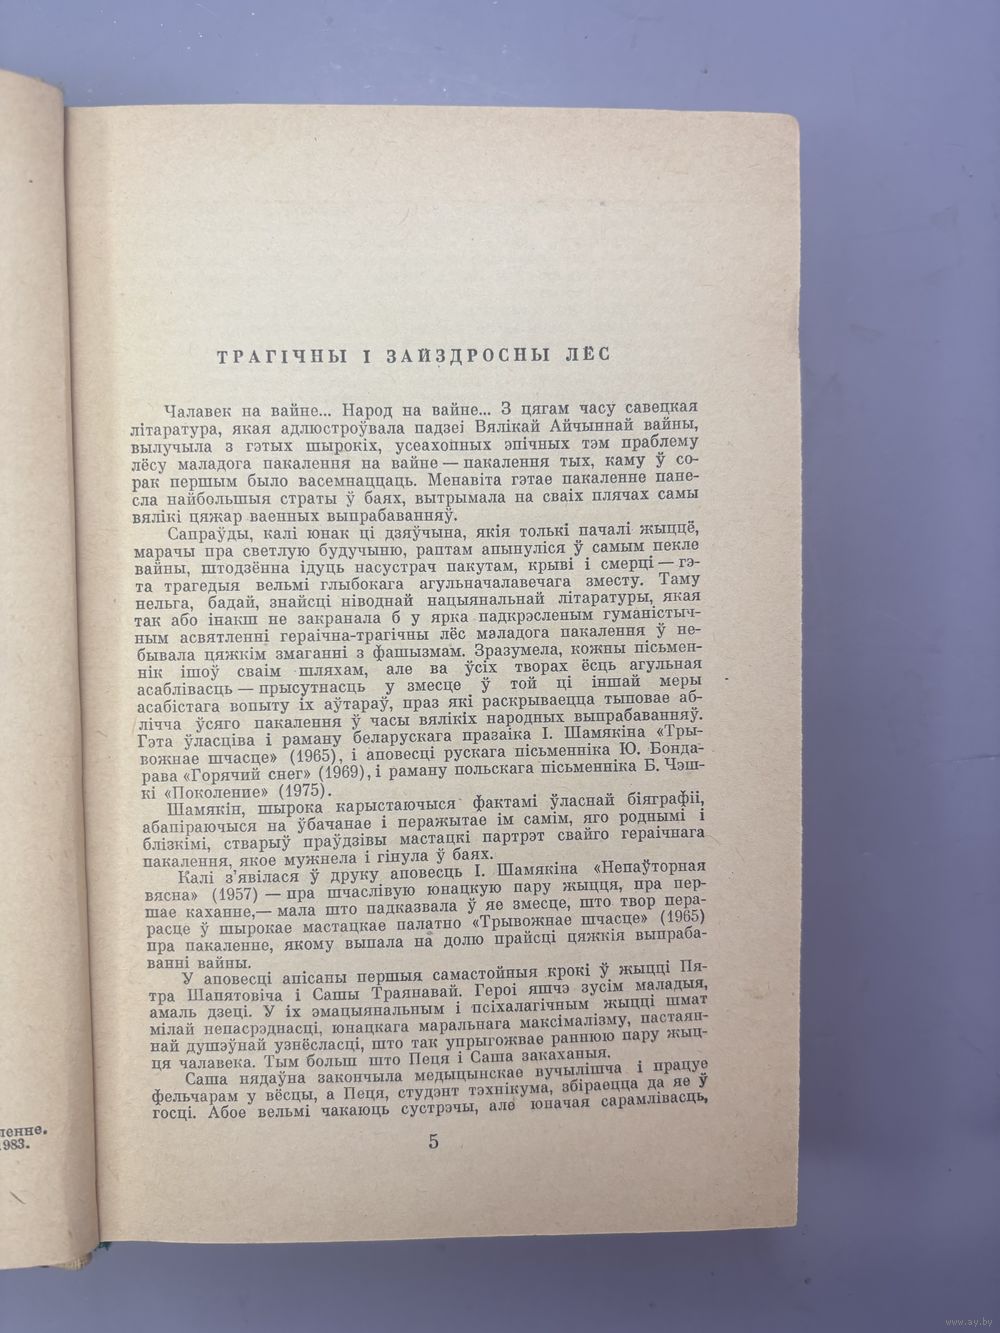 ТРАГІЧНЫ І ЗАЙЗДРОСНЫ ЛЁС
Чалавек на вайне... Народ на вайне... З цягам часу савецкая
літаратура, якая адлюстроўвала падзеі Вялікай Айчыннай вайны,
вылучыла з гэтых шырокіх, усеахопных эпічных тэм праблему
лёсу маладога пакалення на вайне — пакалення тых, каму ў со-
рак першым было васемнаццаць. Менавіта гэтае пакаленне пане-
сла найбольшыя страты ў баях, вытрымала на сваіх плячах самы
вялікі цяжар ваенных выпрабаванняў.
Сапраўды, калі юнак ці дзяўчына, якія толькі пачалі жыццё,
марачы пра светлую будучыню, раптам апынуліся ў самым пекле
вайны, штодзённа ідуць насустрач пакутам, крыві і смерці — гэ-
та трагедыя вельмі глыбокага агульначалавечага зместу. Таму
нельга, бадай, знайсці ніводнай нацыянальнай літаратуры, якая
так або інакш не закранала б у ярка падкрэсленым гуманістыч-
ным асвятленні гераічна-трагічны лёс маладога пакалення ў не-
бывала цяжкім змаганні з фашызмам. Зразумела, кожны пісьмен-
нік ішоў сваім шляхам, але ва ўсіх творах ёсць агульная
асаблівасць — прысутнасць у змесце ў той ці іншай меры
асабістага вопыту іх аўтараў, праз які раскрываецца тыповае аб-
лічча ўсяго пакалення ў часы вялікіх народных выпрабаванняў.
Гэта ўласціва і раману беларускага празаіка І. Шамякіна «Тры-
вожнае шчасце» (1965), і аповесці рускага пісьменніка Ю. Бонда-
рава «Горячий снег» (1969), і раману польскага пісьменніка Б. Чэш-
кі «Поколение» (1975).
Шамякін, шырока карыстаючыся фактамі ўласнай біяграфіі,
абапіраючыся на ўбачанае і перажытае ім самім, яго роднымі і
блізкімі, стварыў праўдзівы мастацкі партрэт свайго гераічнага
пакалення, якое мужнела і гінула ў баях.
Калі з'явілася ў друку аповесць І. Шамякіна «Непаўторная
вясна» (1957) — пра шчаслівую юнацкую пару жыцця, пра пер-
шае каханне,— мала што падказвала ў яе змесце, што твор пера-
расце ў шырокае мастацкае палатно «Трывожнае шчасце» (1965)
пра пакаленне, якому выпала на долю прайсці цяжкія выпраба-
ванні вайны.
У аповесці апісаны першыя самастойныя крокі ў жыцці Пя-
тра Шапятовіча і Сашы Траянавай. Героі яшчэ зусім маладыя,
амаль дзеці. У іх эмацыянальным і псіхалагічным жыцці шмат
мілай непасрэднасці, юнацкага маральнага максімалізму, пастаян-
най душэўнай узнёсласці, што так упрыгожвае раннюю пару жыц-
ця чалавека. Тым больш што Пеця і Саша закаханыя.
Саша нядаўна закончыла медыцынскае вучылішча і працуе
фельчарам у вёсцы, а Пеця, студэнт тэхнікума, збіраецца да яе ў
госці. Абое вельмі чакаюць сустрэчы, але юначая сарамлівасць,
5
ленне.
1983.
www.ay.by